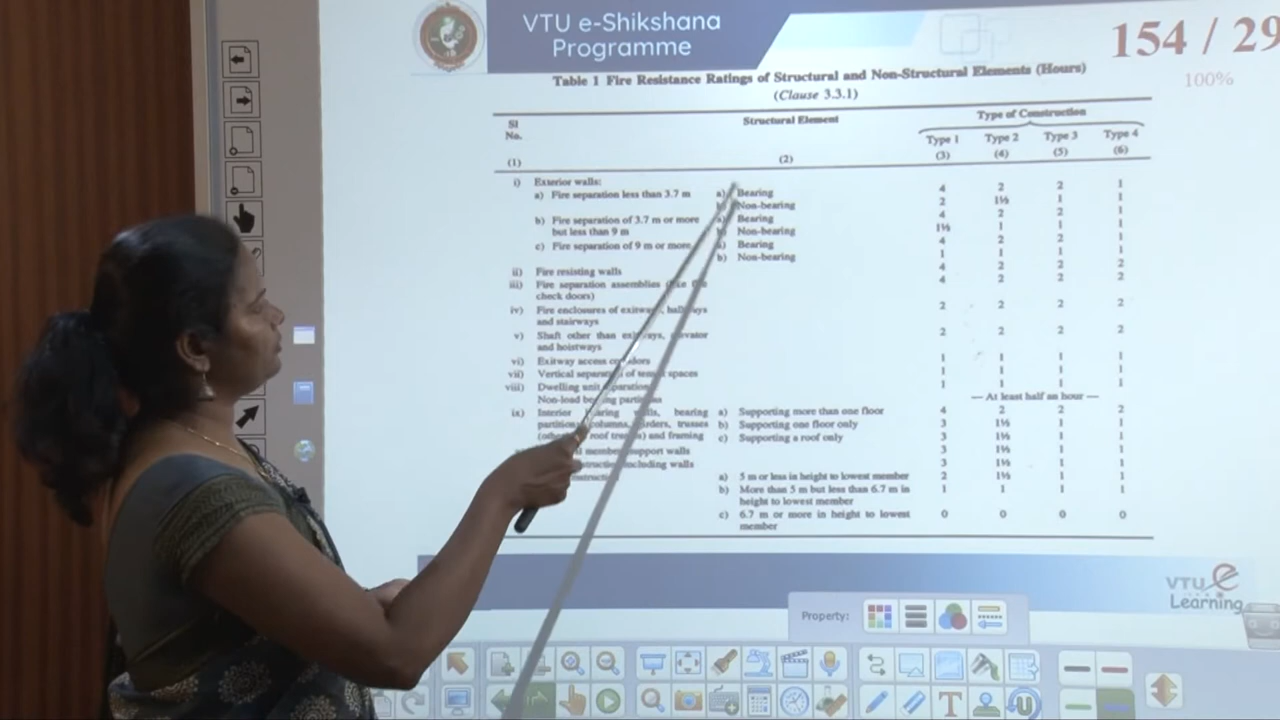 VTU e-Shikshana
Programme
154 / 29
100%
Table 1 Fire Resistance Ratings of Structural and Non-Structural Elements (Hours)
(Clause 3.3.1)
Sl No. Structural Element Type of Construction
Type 1 Type 2 Type 3 Type 4
(1) (2) (3) (4) (5) (6)
i) Exterior walls:
a) Fire separation less than 3.7 m a) Bearing 4 2 2 1
Non-bearing 2 1½ 1 1
b) Fire separation of 3.7 m or more a) Bearing 4 2 2 1
but less than 9 m Non-bearing 1½ 1 1 1
c) Fire separation of 9 m or more Bearing 4 2 2 1
b) Non-bearing 1 1 1 1
ii) Fire resisting walls 4 2 2 2
iii) Fire separation assemblies 4 2 2 2
check doors)
iv) Fire enclosures of 2 2 2 2
and stairways
v) Shaft other than 2 2 2 2
and hoistways
vi) Exitway access 1 1 1 1
vii) Vertical of spaces 1 1 1 1
viii) Dwelling unit 1 1 1 1
Non-load — At least half an hour —
ix) Interior bearing a) Supporting more than one floor 4 2 2 2
b) Supporting one floor only 3 1½ 1 1
roof and framing c) Supporting a roof only 3 1½ 1 1
support walls 3 1½ 1 1
including walls 3 1½ 1 1
a) 5 m or less in height to lowest member 2 1½ 1 1
b) More than 5 m but less than 6.7 m in 1 1 1 1
height to lowest member
c) 6.7 m or more in height to lowest 0 0 0 0
member
VTU e
Learning
Property: